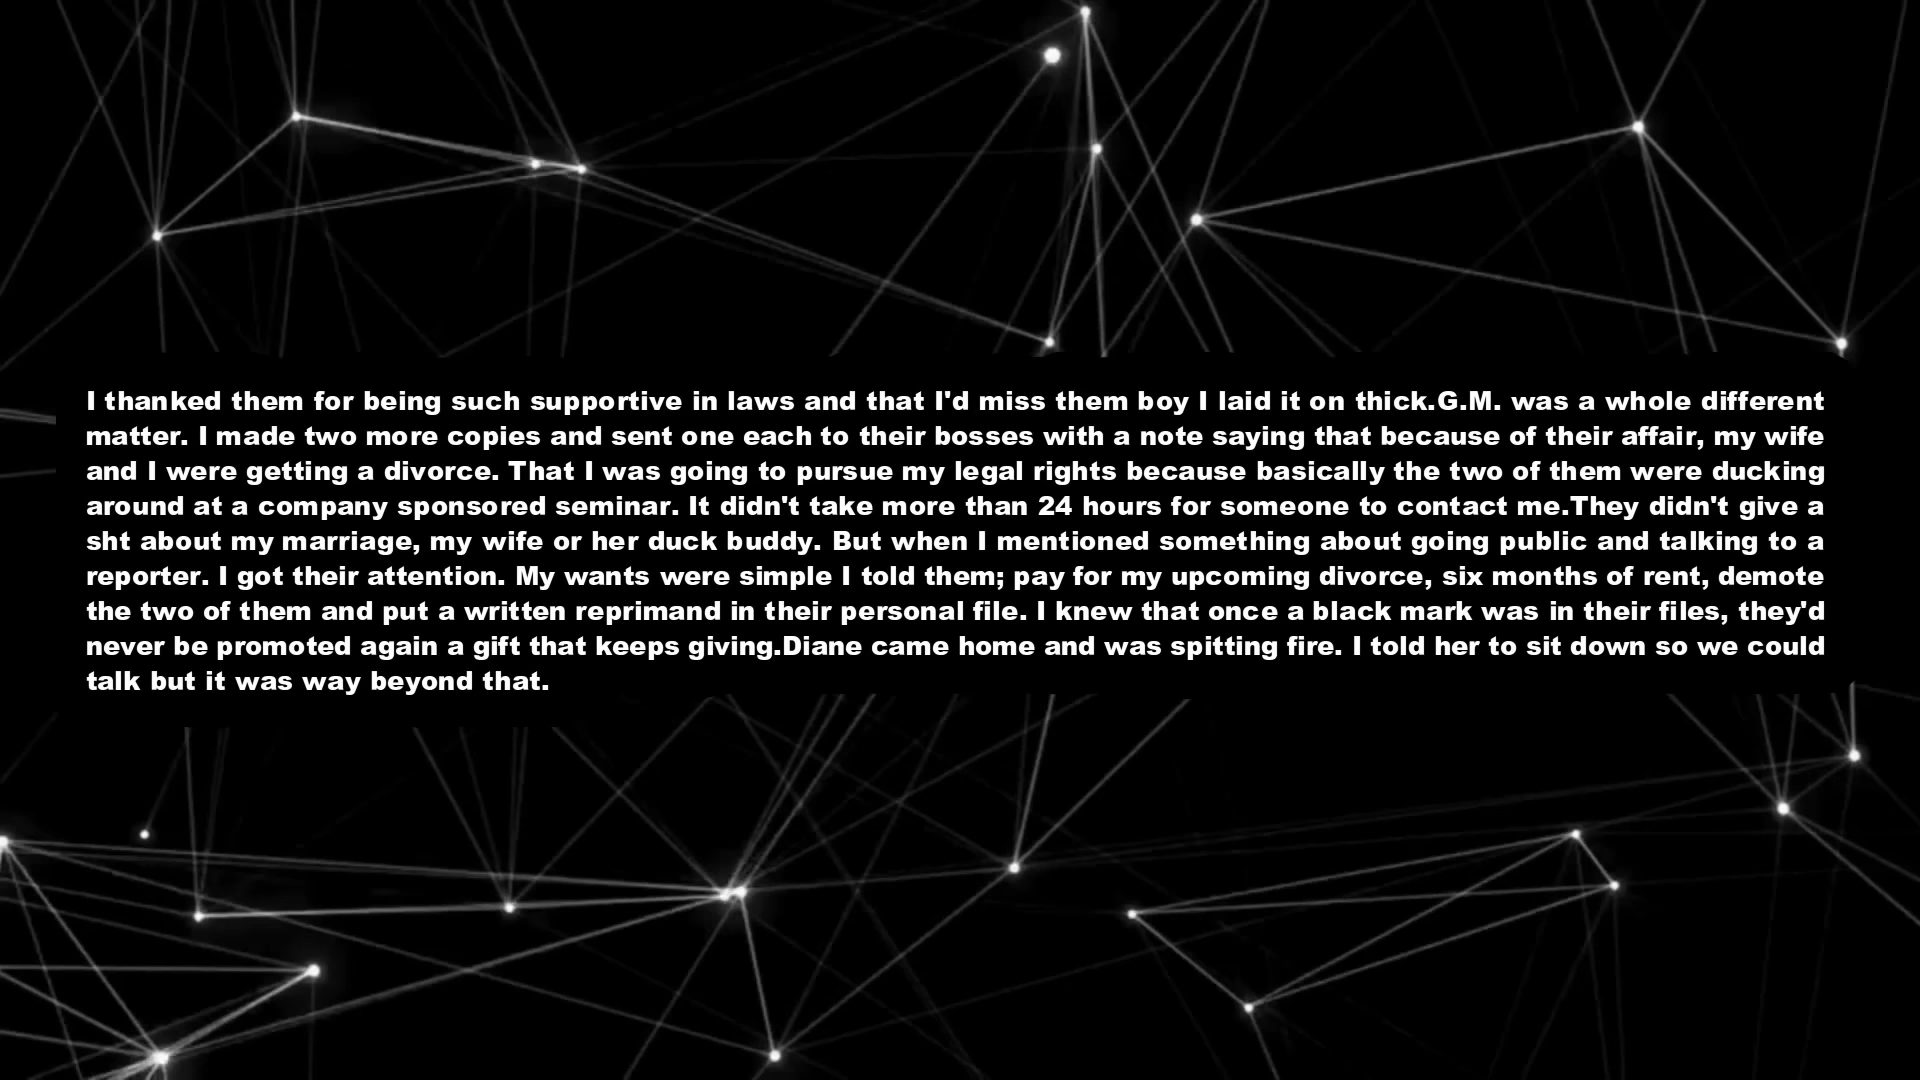 I thanked them for being such supportive in laws and that I'd miss them boy I laid it on thick.G.M. was a whole different
matter. I made two more copies and sent one each to their bosses with a note saying that because of their affair, my wife
and I were getting a divorce. That I was going to pursue my legal rights because basically the two of them were ducking
around at a company sponsored seminar. It didn't take more than 24 hours for someone to contact me.They didn't give a
sht about my marriage, my wife or her duck buddy. But when I mentioned something about going public and talking to a
reporter. I got their attention. My wants were simple I told them; pay for my upcoming divorce, six months of rent, demote
the two of them and put a written reprimand in their personal file. I knew that once a black mark was in their files, they'd
never be promoted again a gift that keeps giving.Diane came home and was spitting fire. I told her to sit down so we could
talk but it was way beyond that.